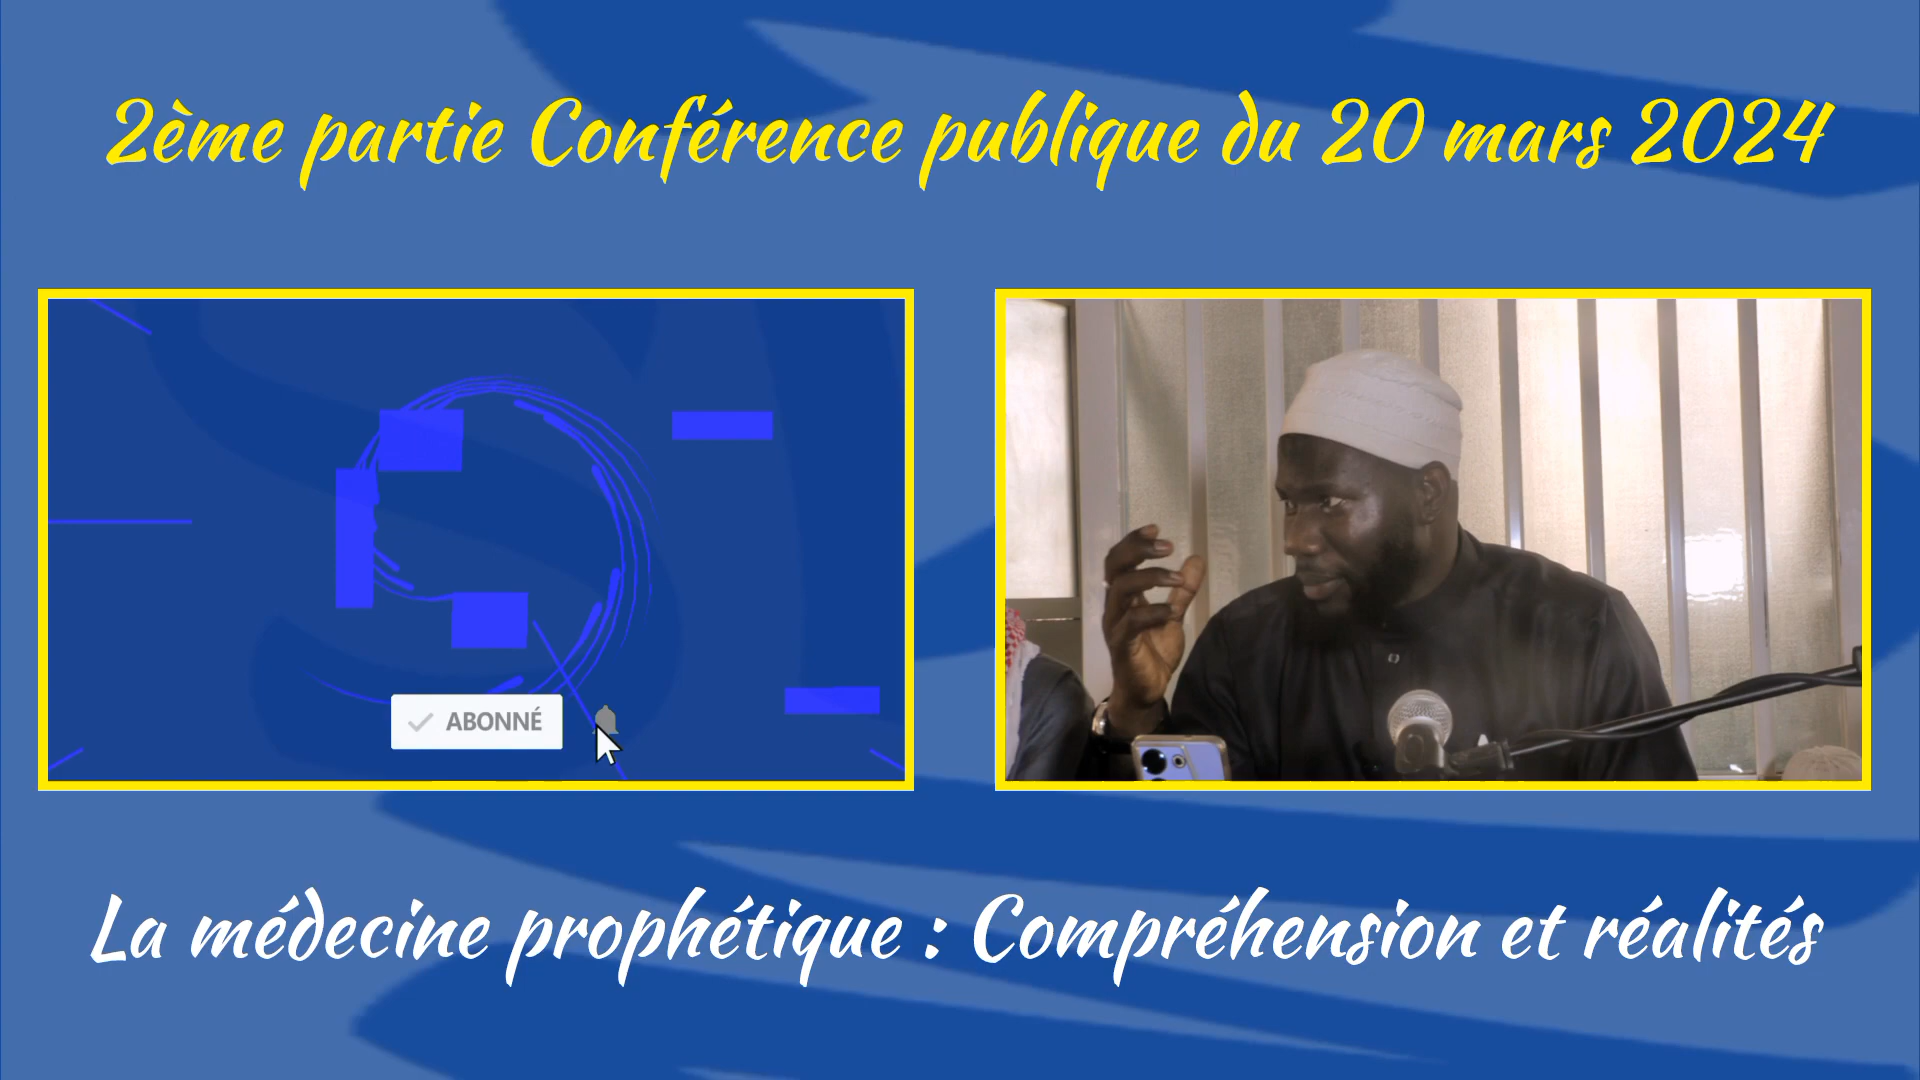 2ème partie Conférence publique du 20 mars 2024
ABONNÉ
La médecine prophétique : Compréhension et réalités